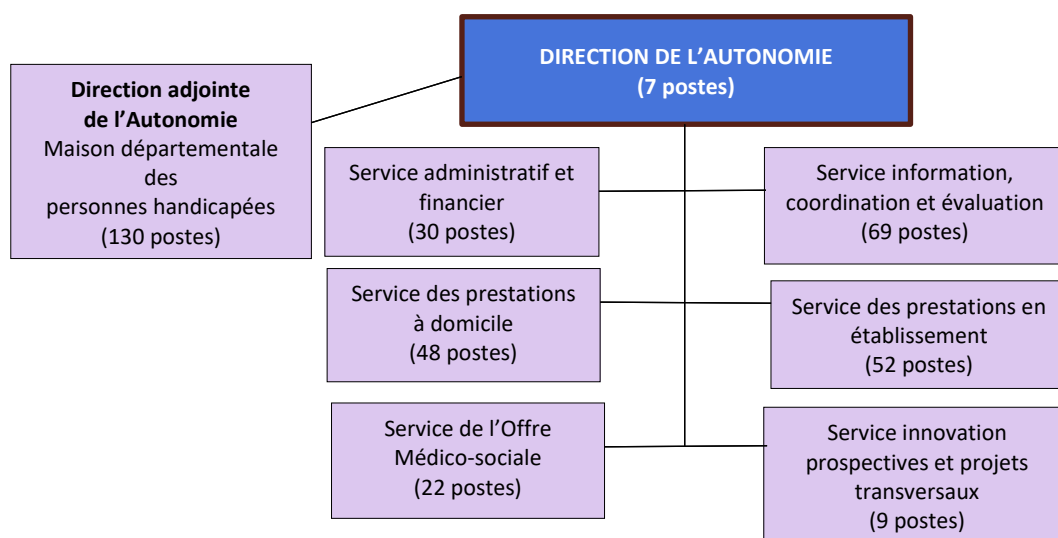 DIRECTION DE L’AUTONOMIE
(7 postes)
Direction adjointe
de l’Autonomie
Maison départementale
des
personnes handicapées
(130 postes)
Service administratif et
financier
(30 postes)
Service information,
coordination et évaluation
(69 postes)
Service des prestations
à domicile
(48 postes)
Service des prestations en
établissement
(52 postes)
Service de l’Offre
Médico-sociale
(22 postes)
Service innovation
prospectives et projets
transversaux
(9 postes)